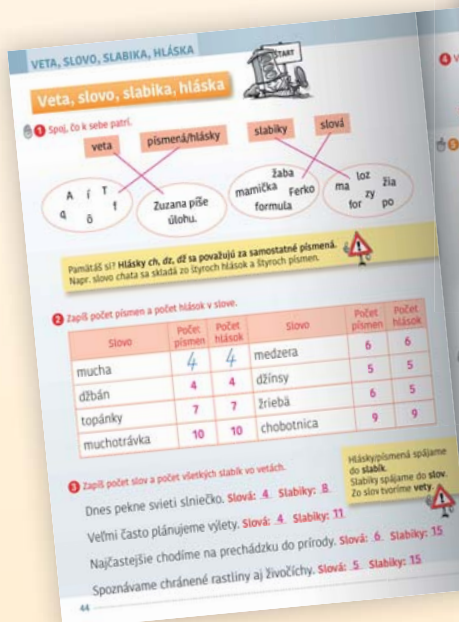 VETA, SLOVO, SLABIKA, HLÁSKA
START
Veta, slovo, slabika, hláska
1 Spoj, čo k sebe patrí.
veta
písmená/hlásky
slabiky
slová
A í T
q ô f
Zuzana píše
úlohu.
žaba
mamička Ferko
formula
ma loz žia
zy
for po
Pamätáš si? Hlásky ch, dz, dž sa považujú za samostatné písmená.
Napr. slovo chata sa skladá zo štyroch hlások a štyroch písmen.
2 Zapíš počet písmen a počet hlások v slove.
Slovo Počet písmen Počet hlások Slovo Počet písmen Počet hlások
mucha 4 4 medzera 6 6
džbán 4 4 džínsy 5 5
topánky 7 7 žriebä 6 5
muchotrávka 10 10 chobotnica 9 9
3 Zapíš počet slov a počet všetkých slabík vo vetách.
Hlásky/písmená spájame
do slabík.
Slabiky spájame do slov.
Zo slov tvoríme vety.
Dnes pekne svieti slniečko. Slová: 4 Slabiky: 8
Veľmi často plánujeme výlety. Slová: 4 Slabiky: 11
Najčastejšie chodíme na prechádzku do prírody. Slová: 6 Slabiky: 15
Spoznávame chránené rastliny aj živočíchy. Slová: 5 Slabiky: 15
44
4 V
5